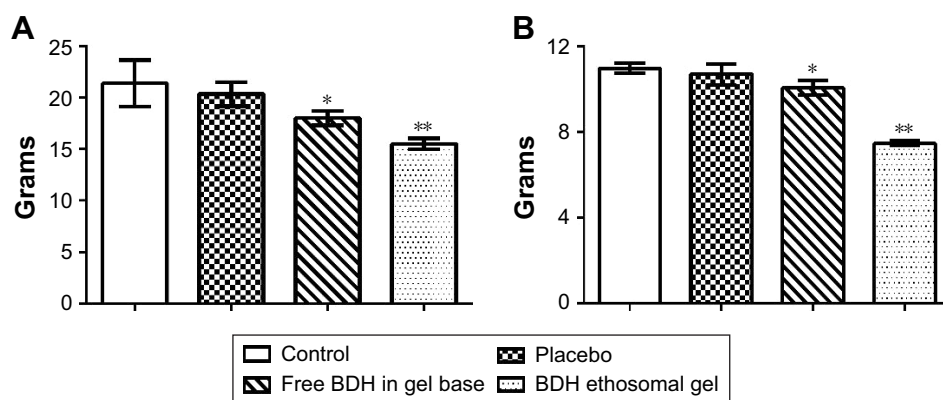 A
Grams
25
20
15
10
5
0
*
**
B
Grams
12
8
4
0
*
**
Control
Placebo
Free BDH in gel base
BDH ethosomal gel